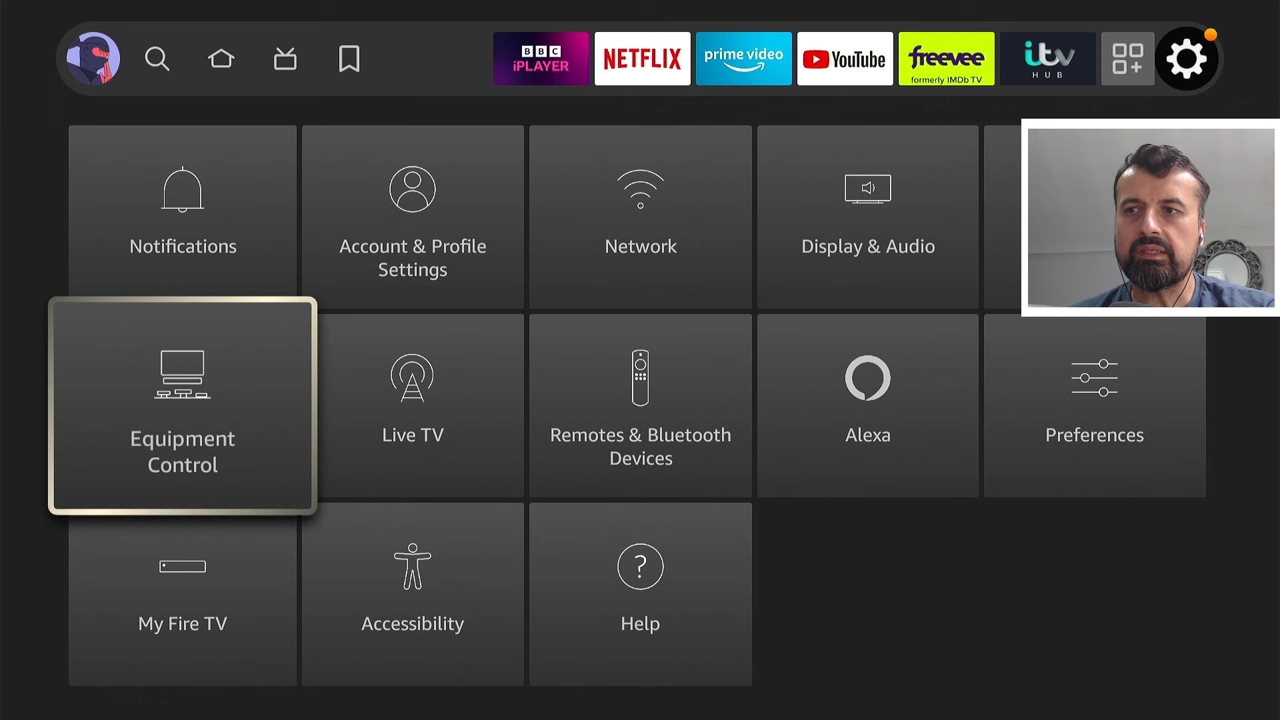 BBC
iPLAYER
NETFLIX
prime video
YouTube
freevee
formerly IMDb TV
itv
HUB
Notifications
Account & Profile
Settings
Network
Display & Audio
Equipment
Control
Live TV
Remotes & Bluetooth
Devices
Alexa
Preferences
My Fire TV
Accessibility
?
Help